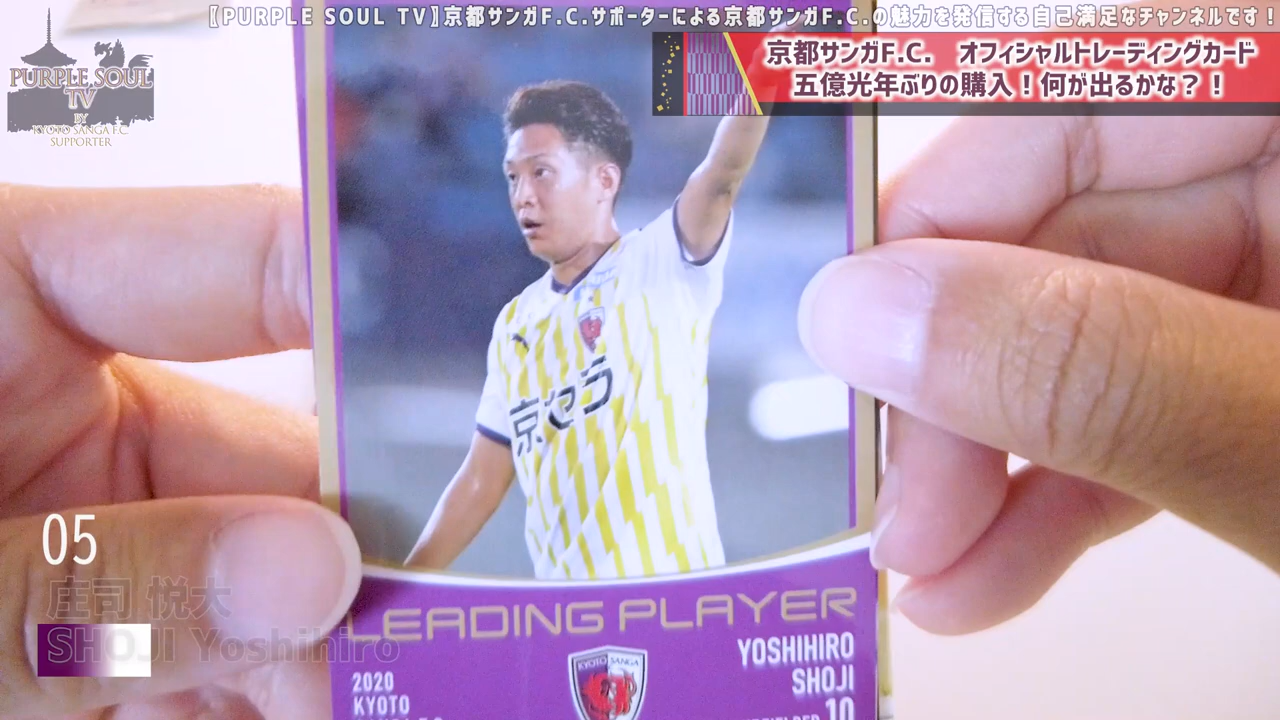 【PURPLE SOUL TV】京都サンガF.C.サポーターによる京都サンガF.C.の魅力を発信する自己満足なチャンネルです！
PURPLE SOUL
TV
BY
KYOTO SANGA F.C.
SUPPORTER
京都サンガF.C. オフィシャルトレーディングカード
五億光年ぶりの購入！何が出るかな？！
京セラ
05
庄司 悦大
SHOJI Yoshihiro
LEADING PLAYER
YOSHIHIRO
SHOJI
10
KYOTO SANGA
2020
KYOTO